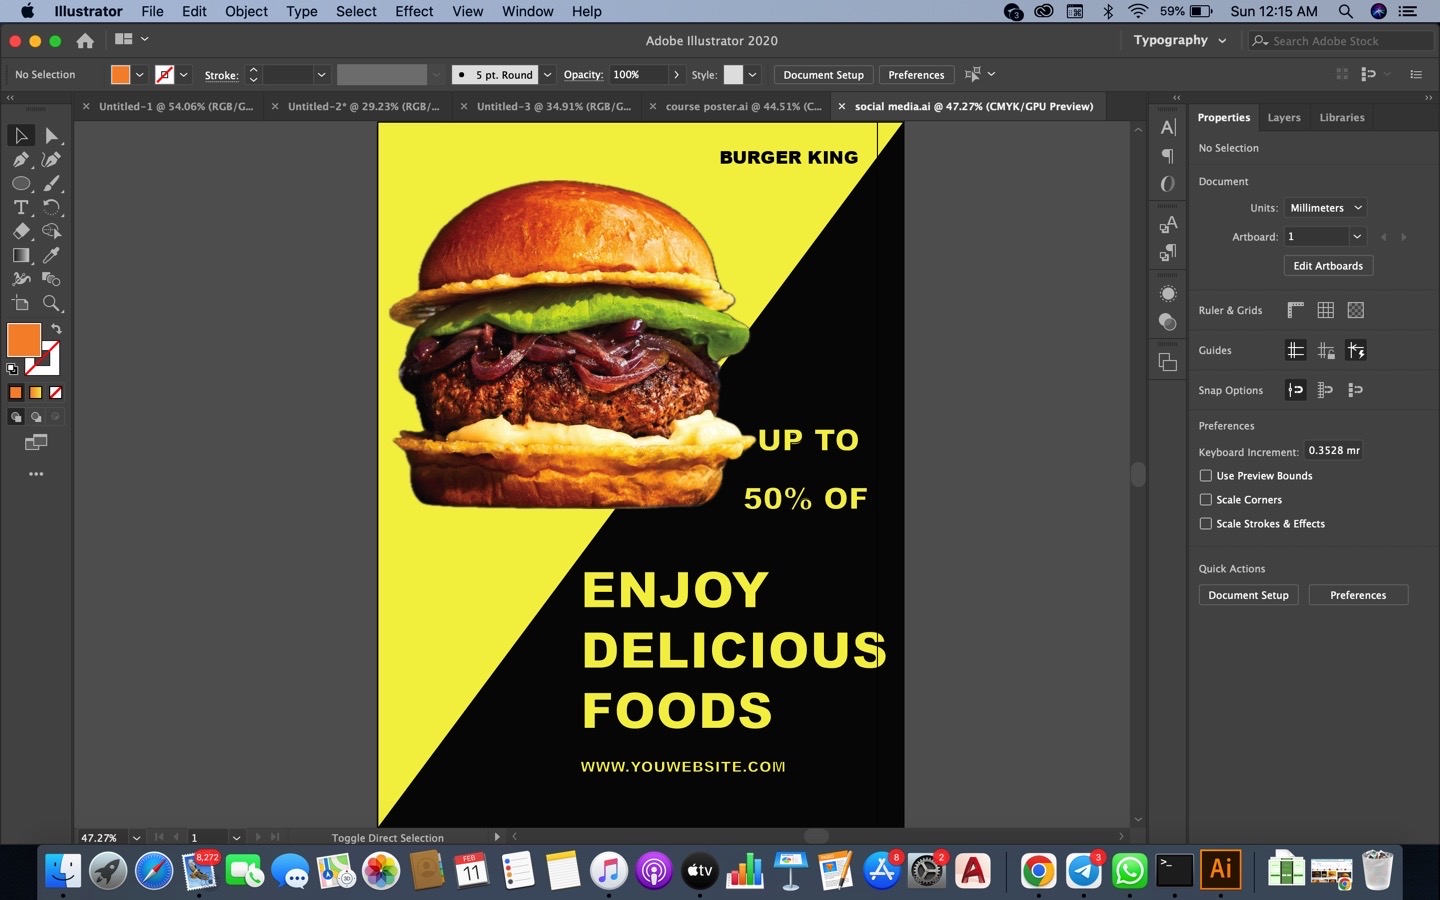 Illustrator File Edit Object Type Select Effect View Window Help
3 59% Sun 12:15 AM
Adobe Illustrator 2020 Typography Search Adobe Stock
No Selection Stroke: 5 pt. Round Opacity: 100% Style: Document Setup Preferences
Untitled-1 @ 54.06% (RGB/G... Untitled-2* @ 29.23% (RGB/... Untitled-3 @ 34.91% (RGB/G... course poster.ai @ 44.51% (C... social media.ai @ 47.27% (CMYK/GPU Preview)
BURGER KING
UP TO
50% OF
ENJOY
DELICIOUS
FOODS
WWW.YOUWEBSITE.COM
Properties Layers Libraries
No Selection
Document
Units: Millimeters
Artboard: 1
Edit Artboards
Ruler & Grids
Guides
Snap Options
Preferences
Keyboard Increment: 0.3528 mr
Use Preview Bounds
Scale Corners
Scale Strokes & Effects
Quick Actions
Document Setup Preferences
47.27% 1 Toggle Direct Selection
8,272 FEB 11 tv 8 2 3 Ai